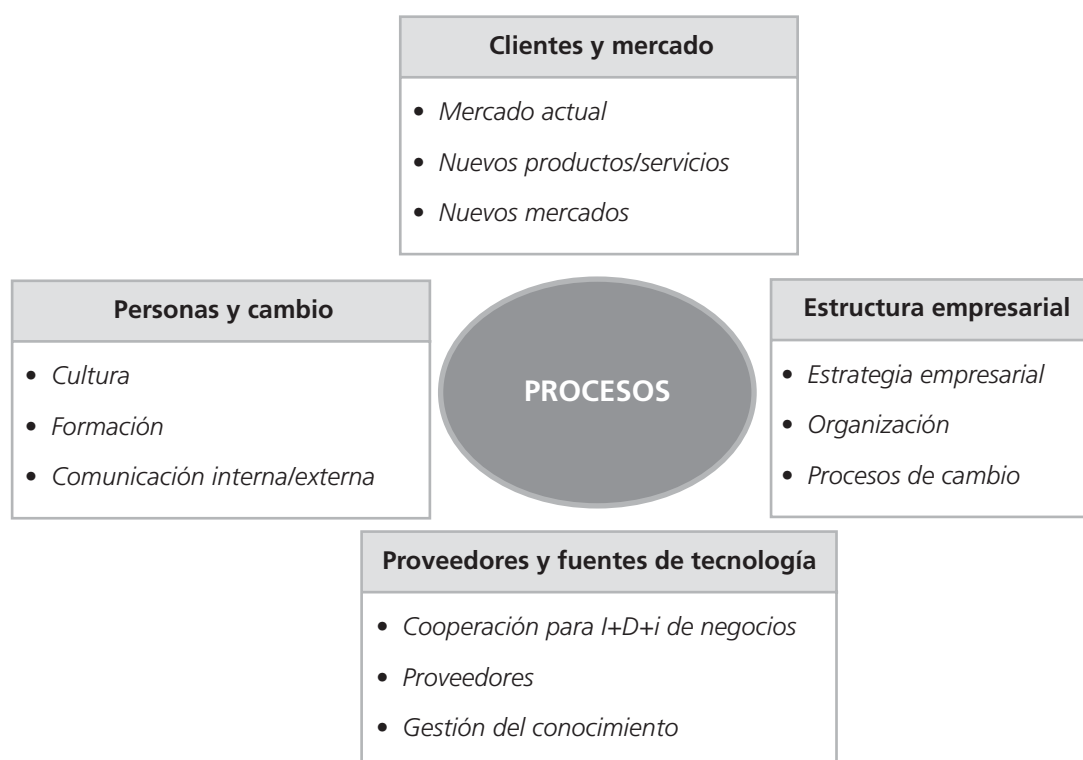 Clientes y mercado
• Mercado actual
• Nuevos productos/servicios
• Nuevos mercados
Personas y cambio
• Cultura
• Formación
• Comunicación interna/externa
PROCESOS
Estructura empresarial
• Estrategia empresarial
• Organización
• Procesos de cambio
Proveedores y fuentes de tecnología
• Cooperación para I+D+i de negocios
• Proveedores
• Gestión del conocimiento